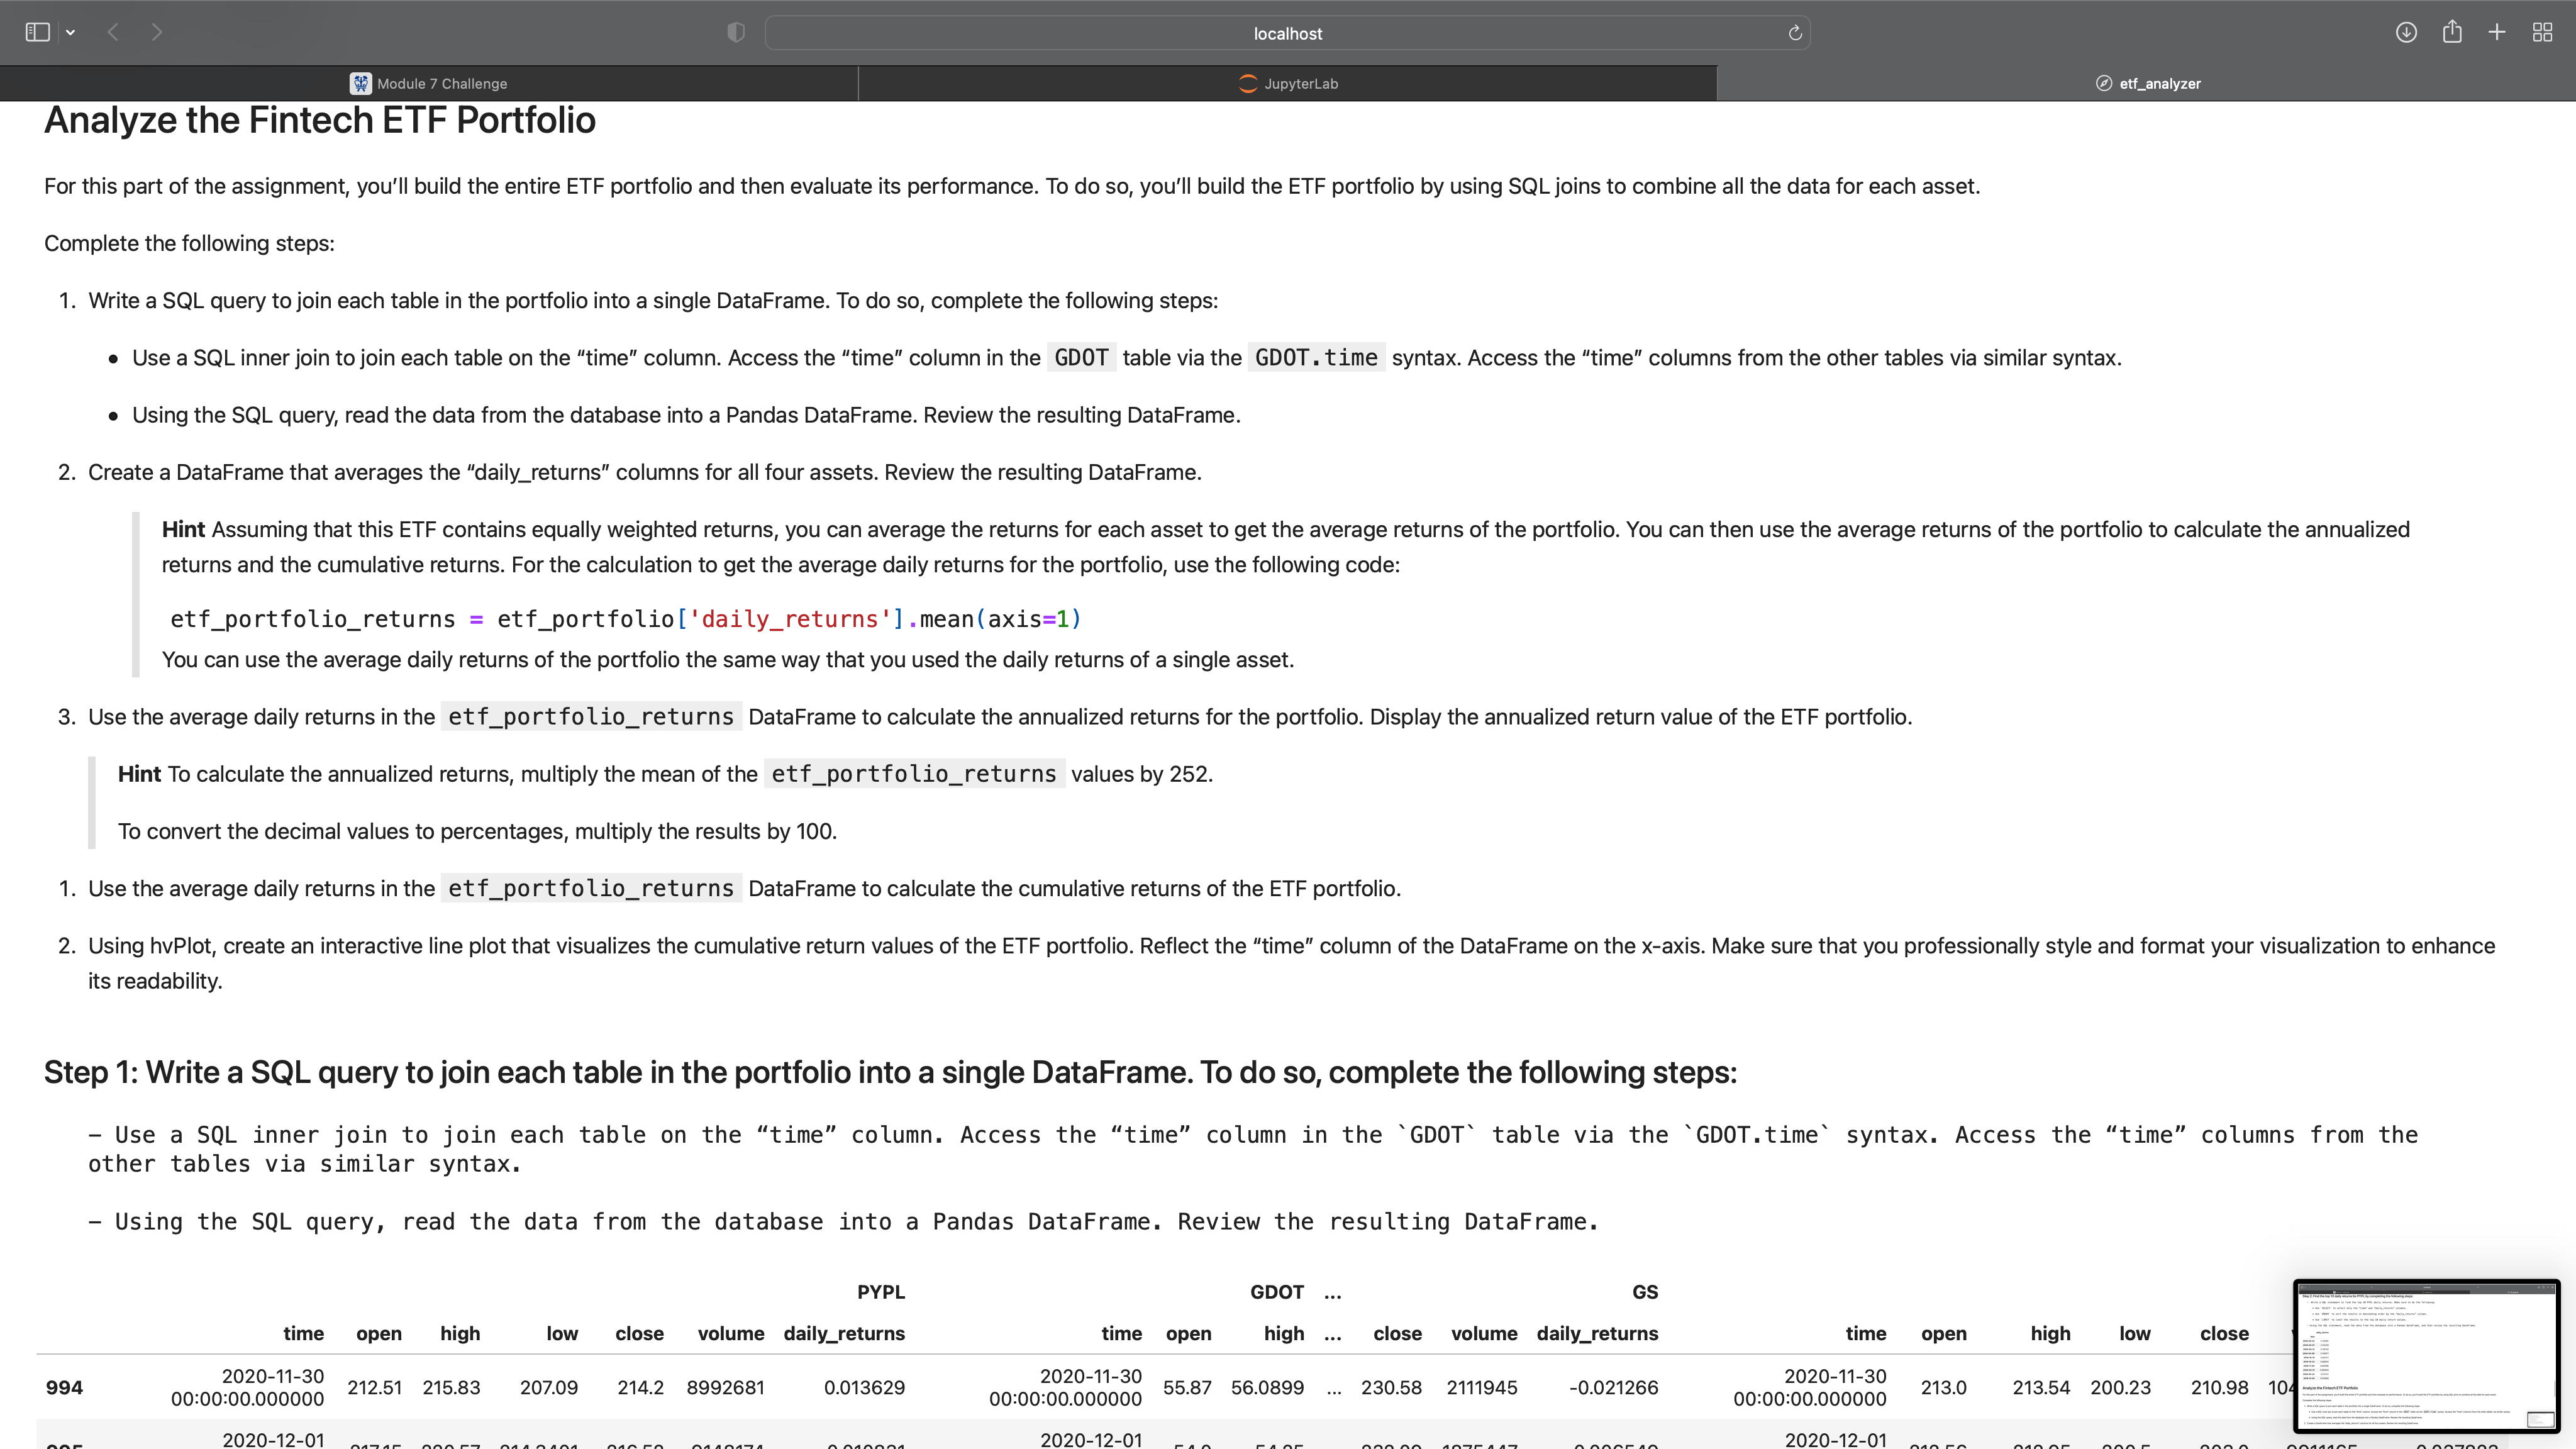 localhost
Module 7 Challenge
JupyterLab
etf_analyzer
Analyze the Fintech ETF Portfolio
For this part of the assignment, you’ll build the entire ETF portfolio and then evaluate its performance. To do so, you’ll build the ETF portfolio by using SQL joins to combine all the data for each asset.
Complete the following steps:
1. Write a SQL query to join each table in the portfolio into a single DataFrame. To do so, complete the following steps:
• Use a SQL inner join to join each table on the “time” column. Access the “time” column in the GDOT table via the GDOT.time syntax. Access the “time” columns from the other tables via similar syntax.
• Using the SQL query, read the data from the database into a Pandas DataFrame. Review the resulting DataFrame.
2. Create a DataFrame that averages the “daily_returns” columns for all four assets. Review the resulting DataFrame.
Hint Assuming that this ETF contains equally weighted returns, you can average the returns for each asset to get the average returns of the portfolio. You can then use the average returns of the portfolio to calculate the annualized
returns and the cumulative returns. For the calculation to get the average daily returns for the portfolio, use the following code:
etf_portfolio_returns = etf_portfolio['daily_returns'].mean(axis=1)
You can use the average daily returns of the portfolio the same way that you used the daily returns of a single asset.
3. Use the average daily returns in the etf_portfolio_returns DataFrame to calculate the annualized returns for the portfolio. Display the annualized return value of the ETF portfolio.
Hint To calculate the annualized returns, multiply the mean of the etf_portfolio_returns values by 252.
To convert the decimal values to percentages, multiply the results by 100.
1. Use the average daily returns in the etf_portfolio_returns DataFrame to calculate the cumulative returns of the ETF portfolio.
2. Using hvPlot, create an interactive line plot that visualizes the cumulative return values of the ETF portfolio. Reflect the “time” column of the DataFrame on the x-axis. Make sure that you professionally style and format your visualization to enhance
its readability.
Step 1: Write a SQL query to join each table in the portfolio into a single DataFrame. To do so, complete the following steps:
– Use a SQL inner join to join each table on the “time” column. Access the “time” column in the `GDOT` table via the `GDOT.time` syntax. Access the “time” columns from the
other tables via similar syntax.
– Using the SQL query, read the data from the database into a Pandas DataFrame. Review the resulting DataFrame.
PYPL GDOT ... GS
time open high low close volume daily_returns time open high ... close volume daily_returns time open high low close
994 2020-11-30 00:00:00.000000 212.51 215.83 207.09 214.2 8992681 0.013629 2020-11-30 00:00:00.000000 55.87 56.0899 ... 230.58 2111945 -0.021266 2020-11-30 00:00:00.000000 213.0 213.54 200.23 210.98 104
2020-12-01 2020-12-01 2020-12-01